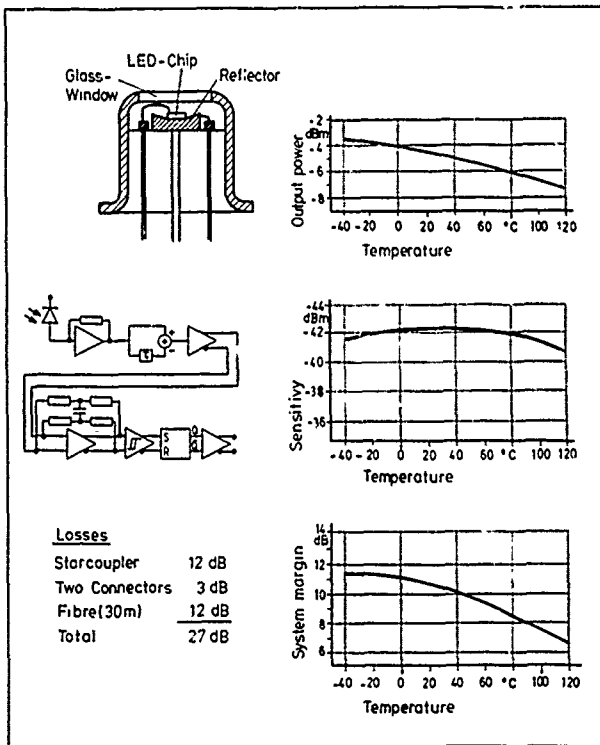 LED-Chip
Glass-
Window
Reflector
Output power
dBm
-2
-4
-6
-8
-40 -20 0 20 40 60 °C 100 120
Temperature
τ
S
R
Q
Q
Sensitivy
-44
dBm
-42
-40
-38
-36
-40 -20 0 20 40 60 °C 100 120
Temperature
Losses
Starcoupler 12 dB
Two Connectors 3 dB
Fibre(30m) 12 dB
Total 27 dB
System margin
14
dB
12
10
8
6
-40 -20 0 20 40 60 °C 100 120
Temperature